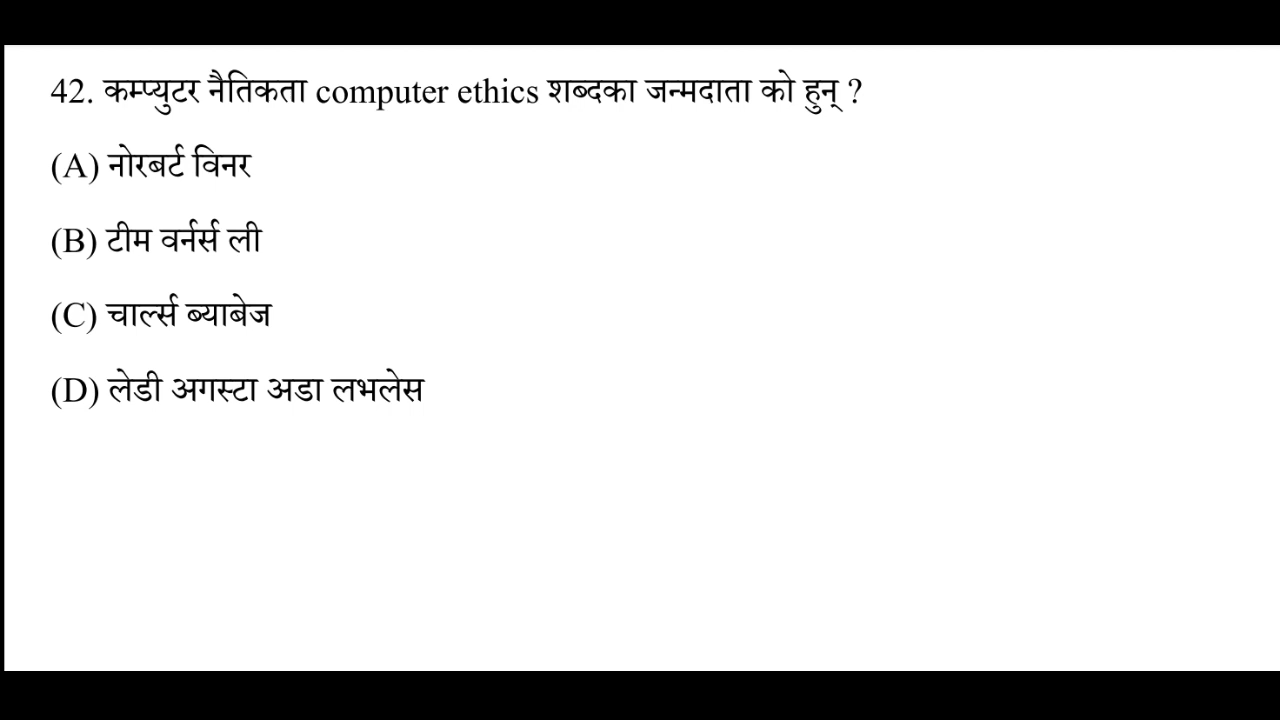 42. कम्प्युटर नैतिकता computer ethics शब्दका जन्मदाता को हुन् ?
(A) नोरबर्ट विनर
(B) टीम वर्नर्स ली
(C) चार्ल्स ब्याबेज
(D) लेडी अगस्टा अडा लभलेस